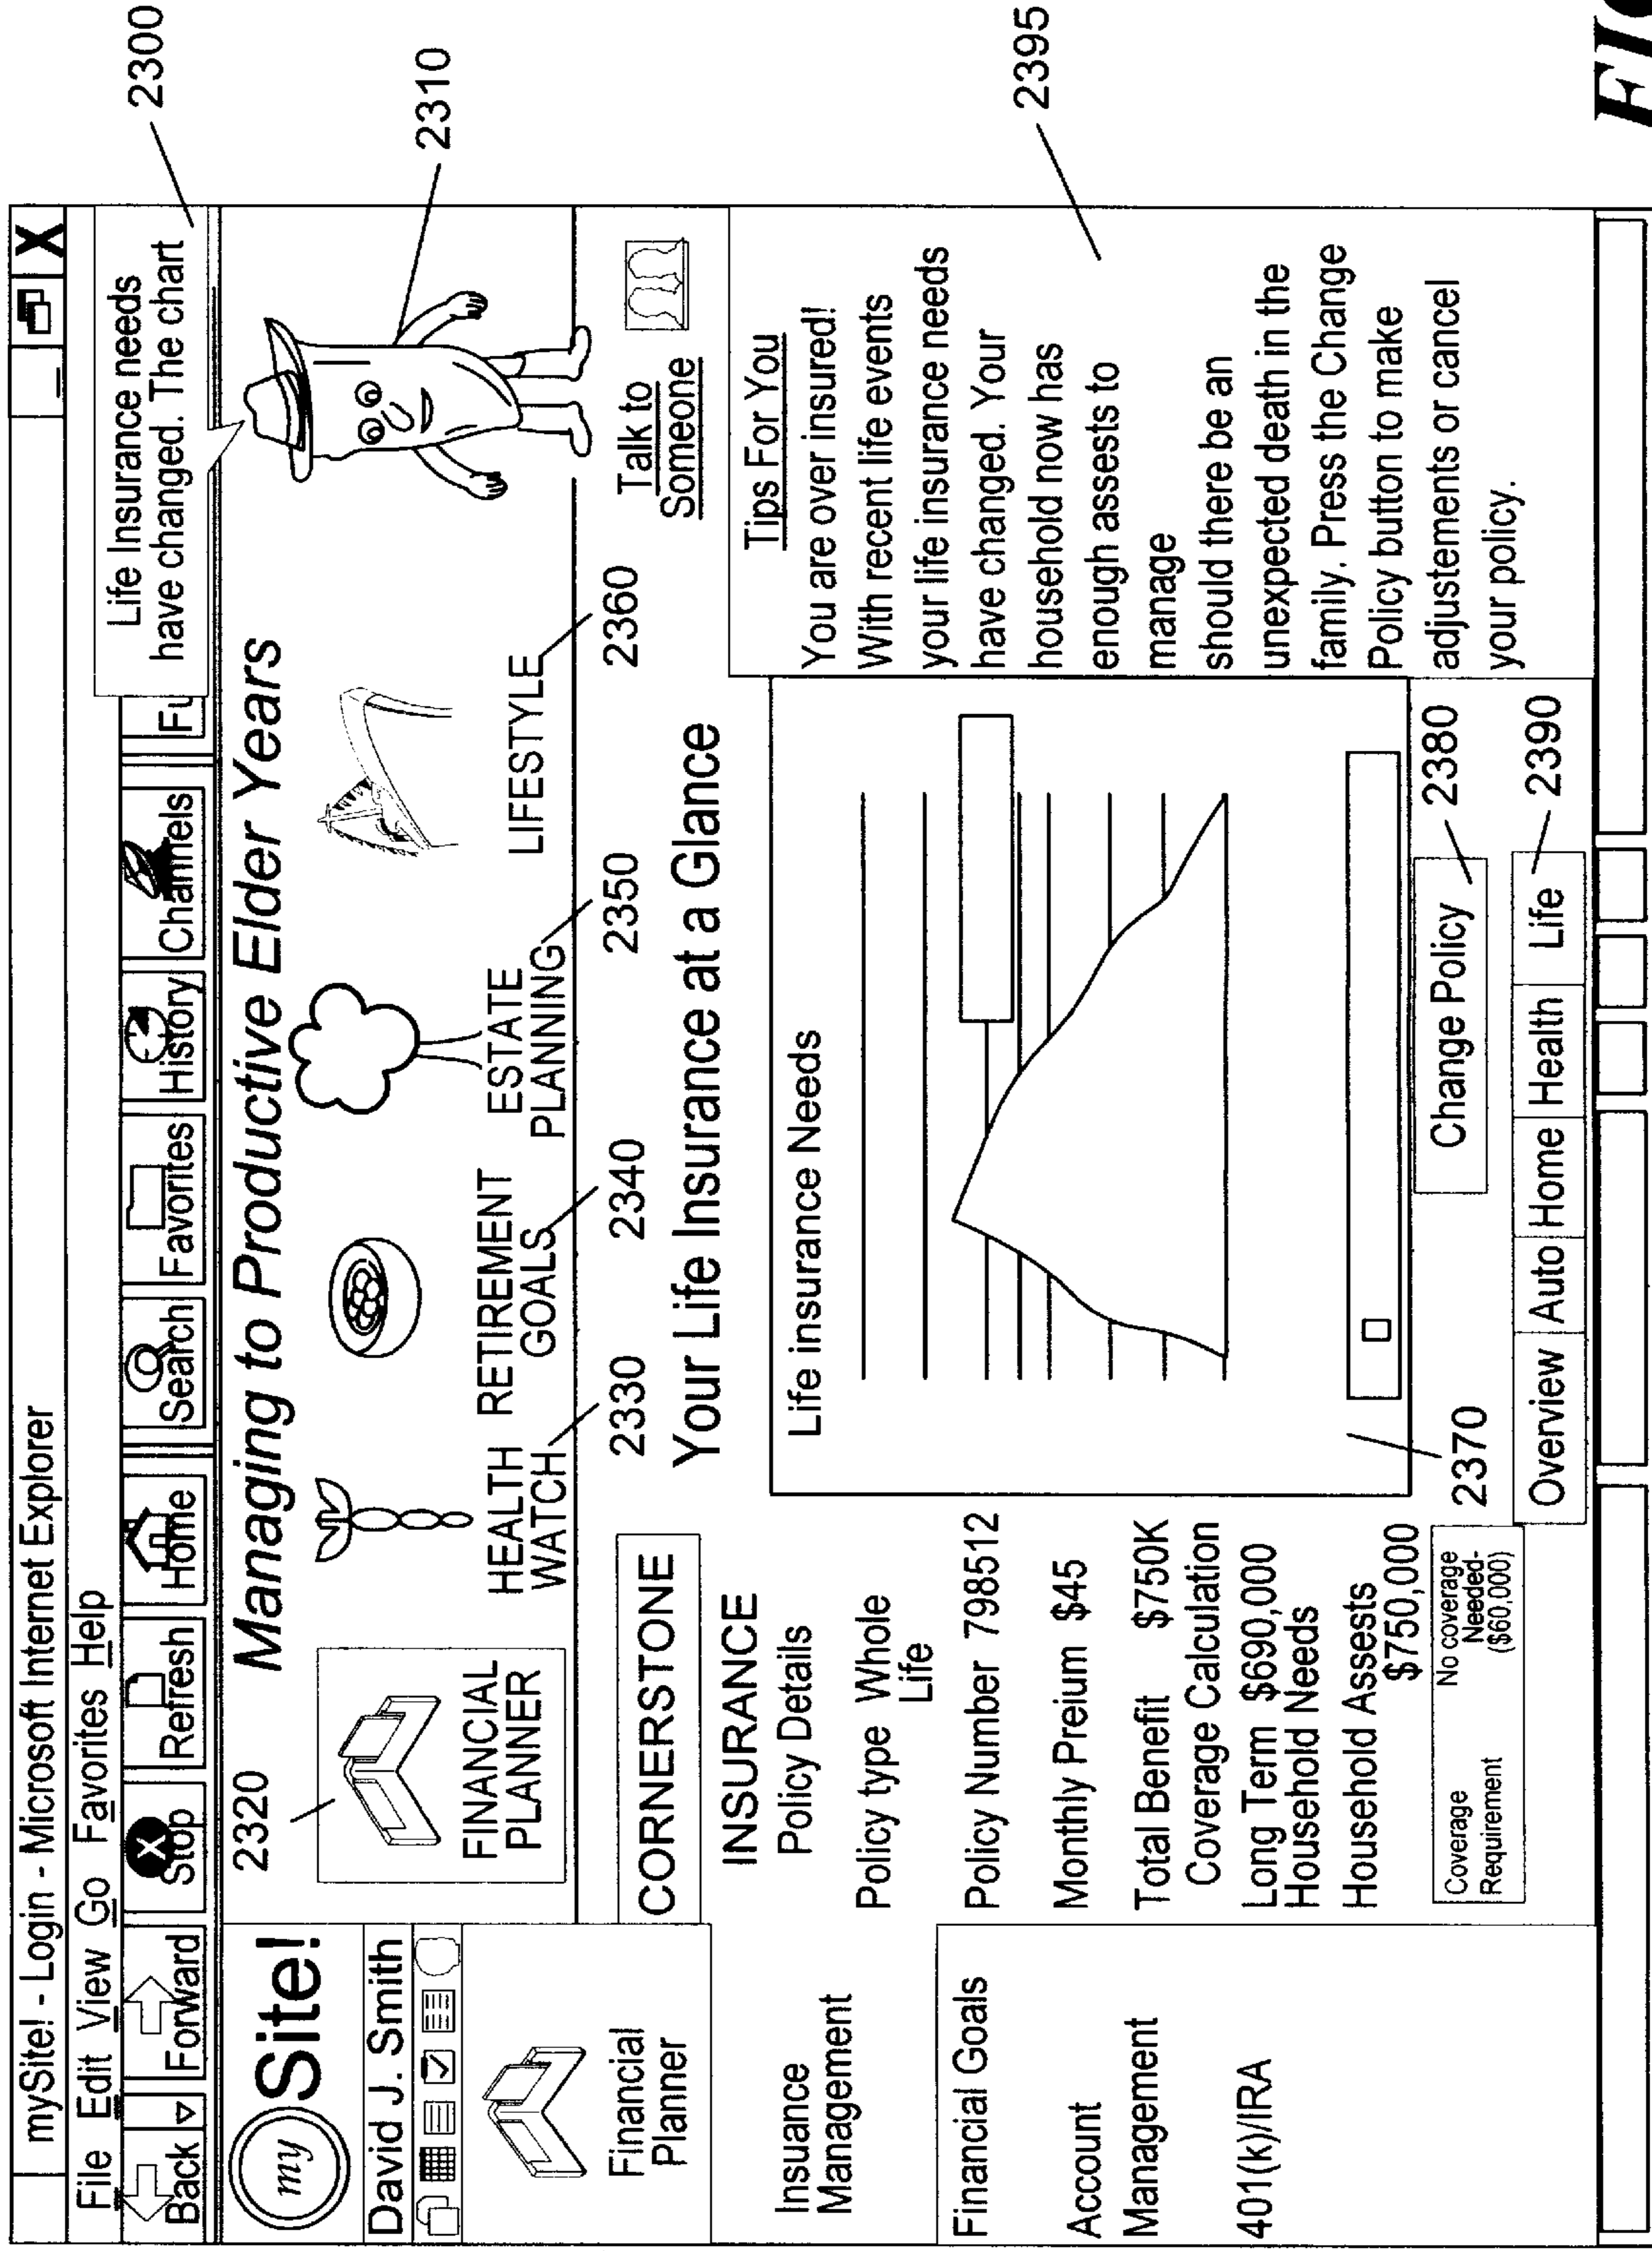 mySite! - Login - Microsoft Internet Explorer
X
File Edit View Go Favorites Help
Back
Forward
Stop
Refresh
Home
Search
Favorites
History
Channels
Fu
Life Insurance needs
have changed. The chart
2300
my Site!
David J. Smith
2320
Managing to Productive Elder Years
2310
FINANCIAL
PLANNER
HEALTH
WATCH
RETIREMENT
GOALS
ESTATE
PLANNING
LIFESTYLE
2330
2340
2350
2360
Talk to
Someone
Financial
Planner
Insuance
Management
Financial Goals
Account
Management
401(k)/IRA
CORNERSTONE
INSURANCE
Policy Details
Policy type Whole
Life
Policy Number 798512
Monthly Preium $45
Total Benefit $750K
Coverage Calculation
Long Term $690,000
Household Needs
Household Assests
$750,000
Coverage
Requirement
No coverage
Needed-
($60,000)
Your Life Insurance at a Glance
Life insurance Needs
2370
Change Policy
2380
Overview
Auto
Home
Health
Life
2390
Tips For You
You are over insured!
With recent life events
your life insurance needs
have changed. Your
household now has
enough assests to
manage
should there be an
unexpected death in the
family. Press the Change
Policy button to make
adjustements or cancel
your policy.
2395